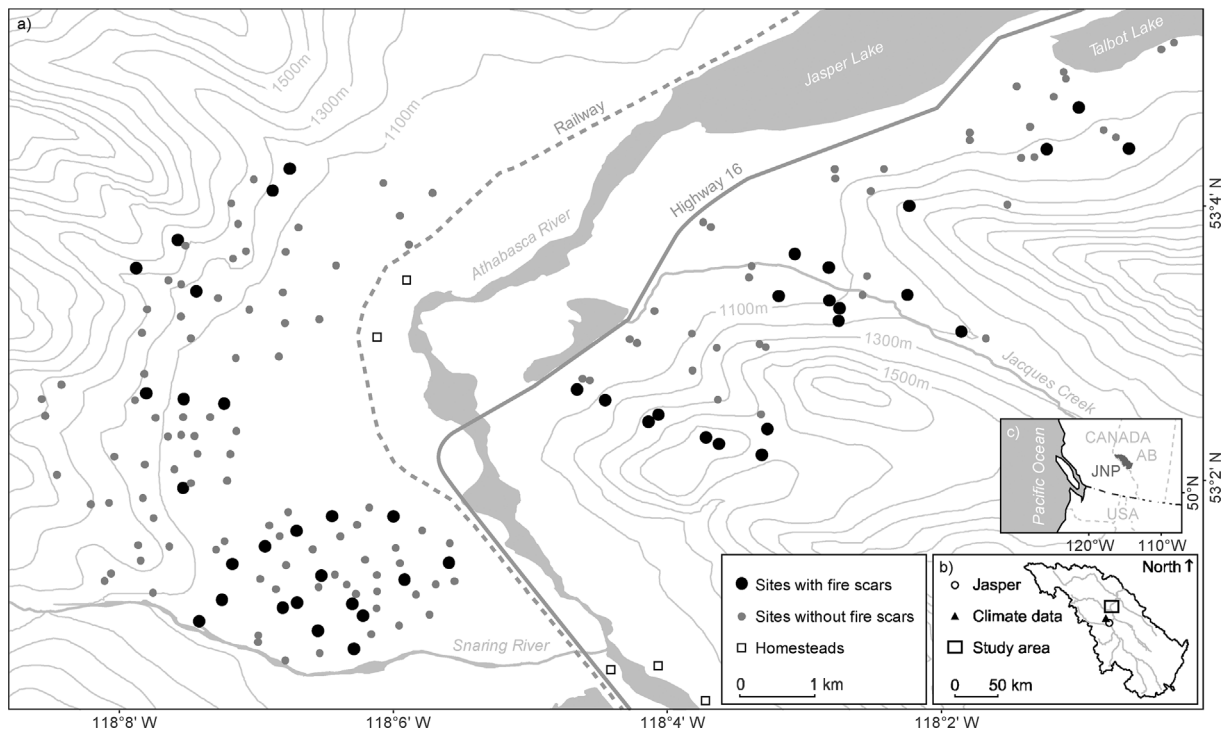 a)
Talbot Lake
Jasper Lake
1500m
1300m
1100m
Railway
Highway 16
Athabasca River
53°4' N
1100m
1300m
1500m
Jacques Creek
c)
Pacific Ocean
CANADA
AB
JNP
USA
50°N
120°W
110°W
53°2' N
Snaring River
Sites with fire scars
Sites without fire scars
Homesteads
0
1 km
b)
North
Jasper
Climate data
Study area
0
50 km
118°8' W
118°6' W
118°4' W
118°2' W